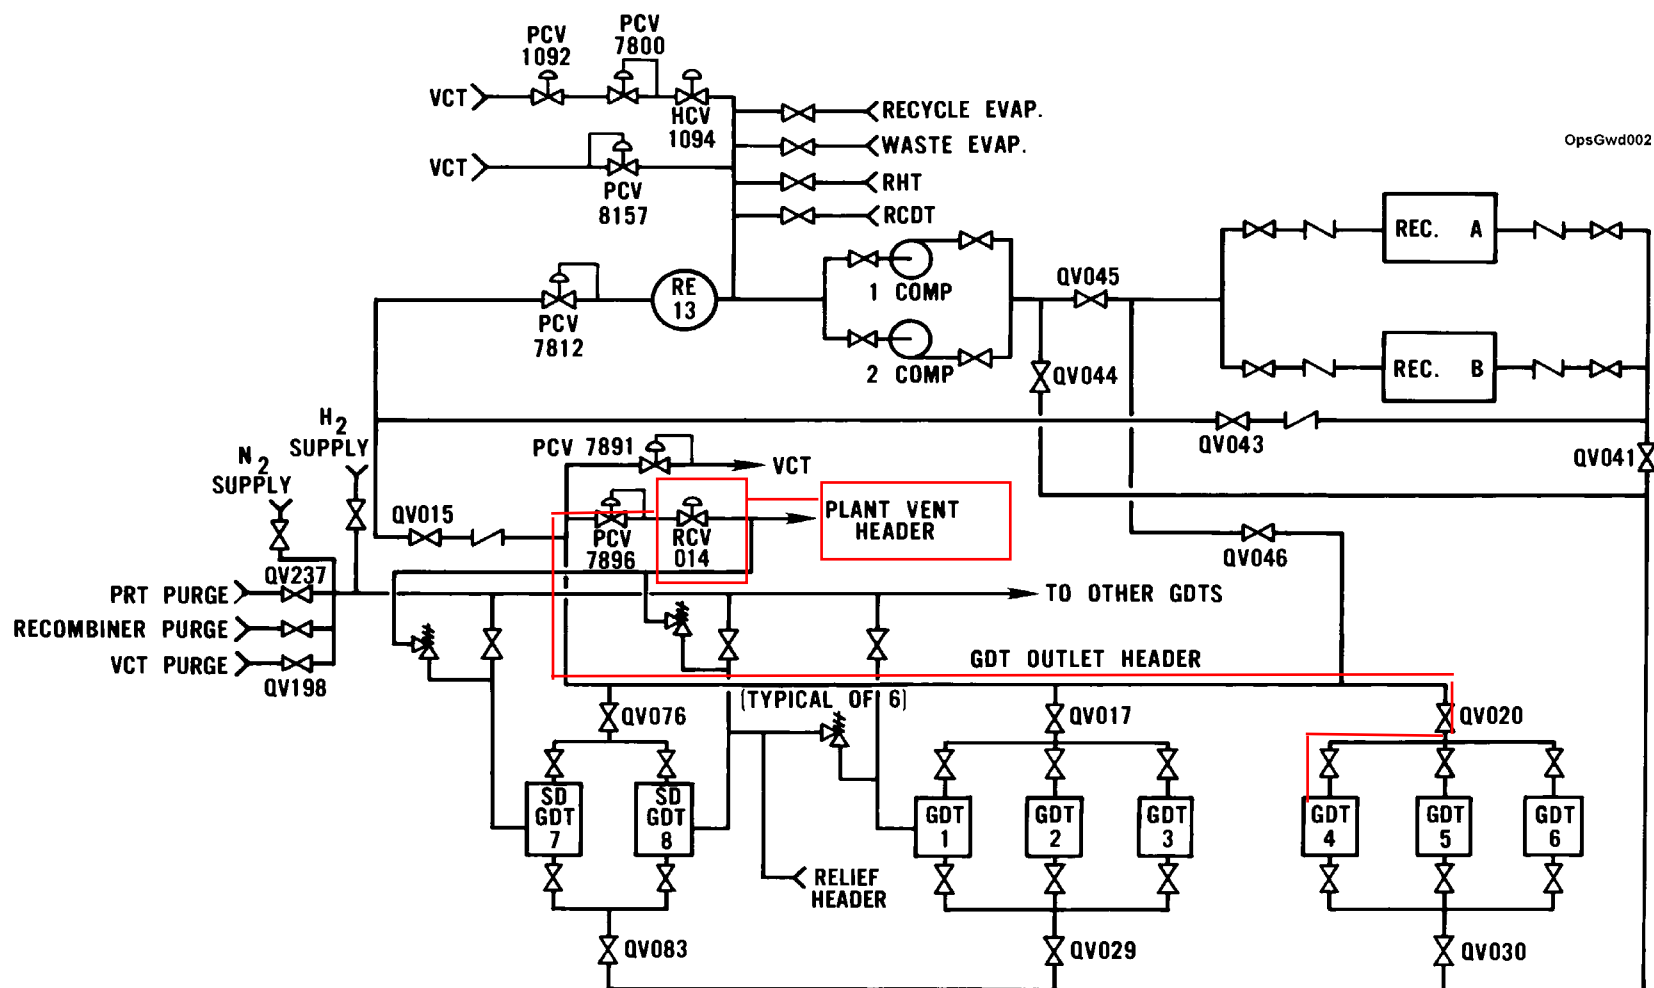 PCV
1092
PCV
7800
VCT
HCV
1094
RECYCLE EVAP.
WASTE EVAP.
OpsGwd002
VCT
PCV
8157
RHT
RCDT
REC. A
1 COMP
QV045
RE
13
PCV
7812
2 COMP
QV044
REC. B
H2
SUPPLY
N2
SUPPLY
PCV 7891
VCT
QV043
QV041
QV015
PCV
7896
RCV
014
PLANT VENT
HEADER
QV046
QV237
PRT PURGE
TO OTHER GDTS
RECOMBINER PURGE
VCT PURGE
QV198
GDT OUTLET HEADER
(TYPICAL OF 6)
QV076
QV017
QV020
SD
GDT
7
SD
GDT
8
GDT
1
GDT
2
GDT
3
GDT
4
GDT
5
GDT
6
RELIEF
HEADER
QV083
QV029
QV030